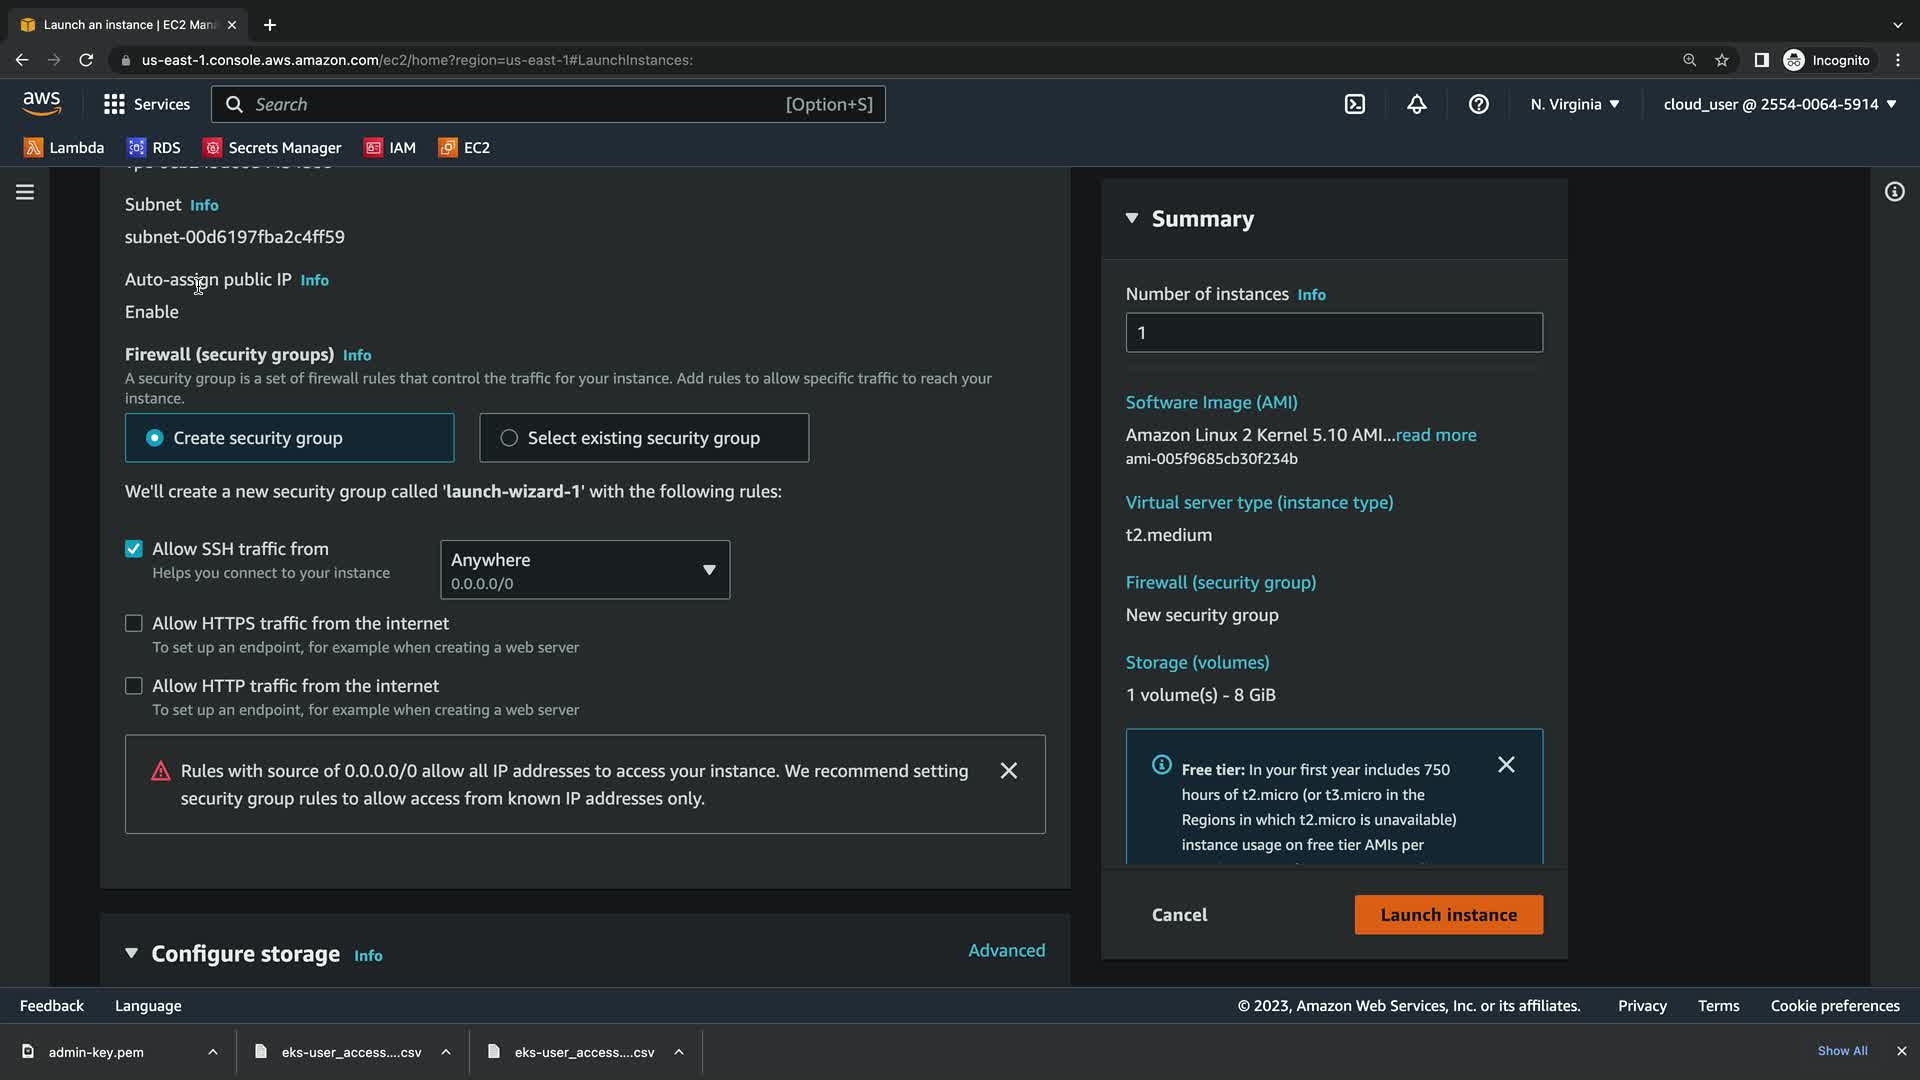 Launch an instance | EC2 Man
us-east-1.console.aws.amazon.com/ec2/home?region=us-east-1#LaunchInstances:
Incognito
aws
Services
Search
[Option+S]
N. Virginia
cloud_user @ 2554-0064-5914
Lambda
RDS
Secrets Manager
IAM
EC2
Subnet Info
subnet-00d6197fba2c4ff59
Auto-assign public IP Info
Enable
Firewall (security groups) Info
A security group is a set of firewall rules that control the traffic for your instance. Add rules to allow specific traffic to reach your
instance.
Create security group
Select existing security group
We'll create a new security group called 'launch-wizard-1' with the following rules:
Allow SSH traffic from
Helps you connect to your instance
Anywhere
0.0.0.0/0
Allow HTTPS traffic from the internet
To set up an endpoint, for example when creating a web server
Allow HTTP traffic from the internet
To set up an endpoint, for example when creating a web server
Rules with source of 0.0.0.0/0 allow all IP addresses to access your instance. We recommend setting
security group rules to allow access from known IP addresses only.
Configure storage Info
Advanced
Summary
Number of instances Info
1
Software Image (AMI)
Amazon Linux 2 Kernel 5.10 AMI...read more
ami-005f9685cb30f234b
Virtual server type (instance type)
t2.medium
Firewall (security group)
New security group
Storage (volumes)
1 volume(s) - 8 GiB
Free tier: In your first year includes 750
hours of t2.micro (or t3.micro in the
Regions in which t2.micro is unavailable)
instance usage on free tier AMIs per
Cancel
Launch instance
Feedback
Language
© 2023, Amazon Web Services, Inc. or its affiliates.
Privacy
Terms
Cookie preferences
admin-key.pem
eks-user_access....csv
eks-user_access....csv
Show All